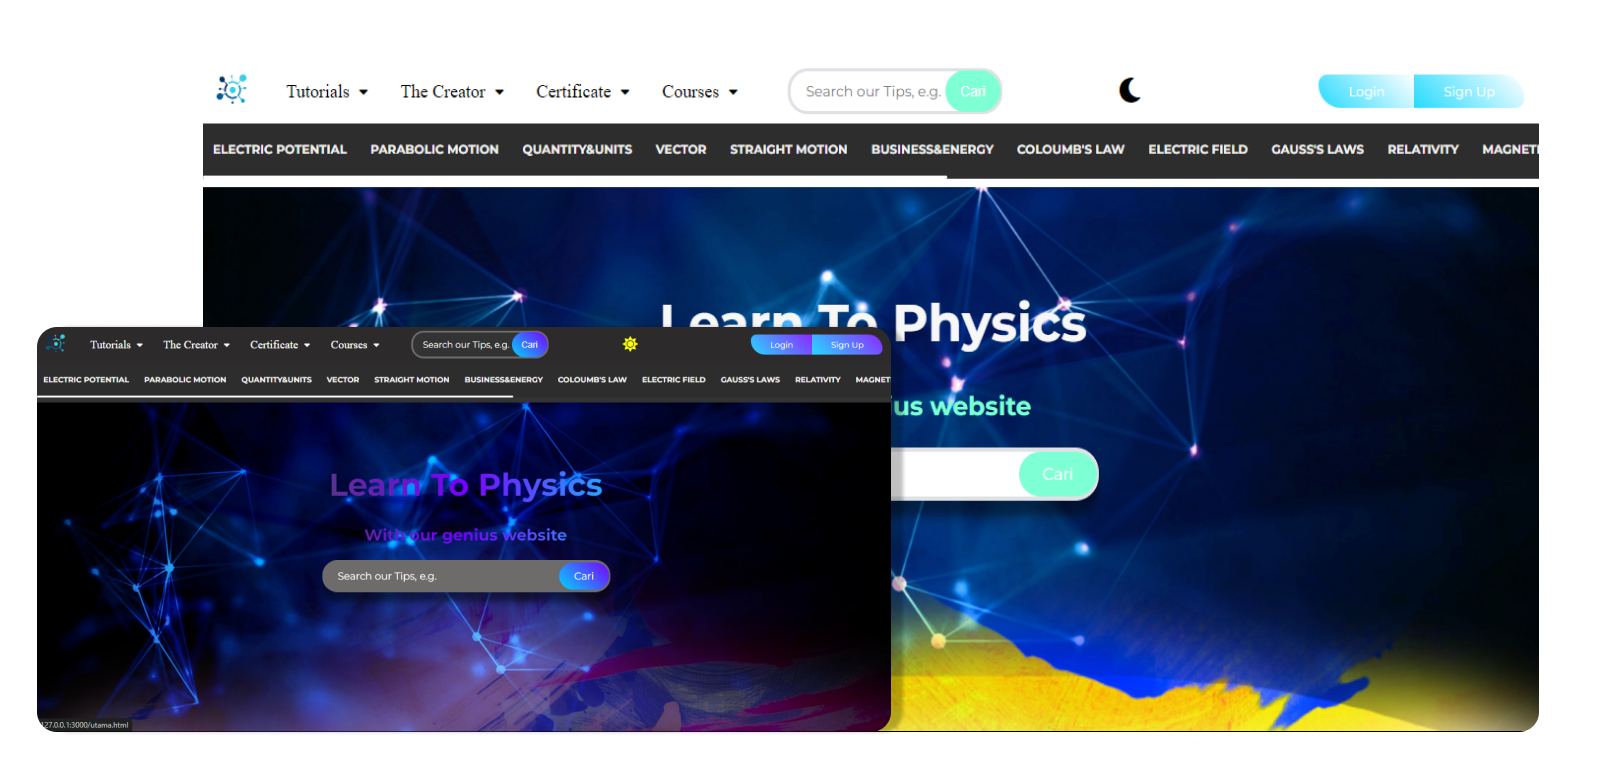 Tutorials The Creator Certificate Courses Search our Tips, e.g. Cari Login Sign Up
ELECTRIC POTENTIAL PARABOLIC MOTION QUANTITY&UNITS VECTOR STRAIGHT MOTION BUSINESS&ENERGY COLOUMB'S LAW ELECTRIC FIELD GAUSS'S LAWS RELATIVITY MAGNETI
Learn To Physics
us website
Cari
Tutorials The Creator Certificate Courses Search our Tips, e.g. Cari Login Sign Up
ELECTRIC POTENTIAL PARABOLIC MOTION QUANTITY&UNITS VECTOR STRAIGHT MOTION BUSINESS&ENERGY COLOUMB'S LAW ELECTRIC FIELD GAUSS'S LAWS RELATIVITY MAGNET
Learn To Physics
With our genius website
Search our Tips, e.g. Cari
127.0.0.1:3000/utama.html